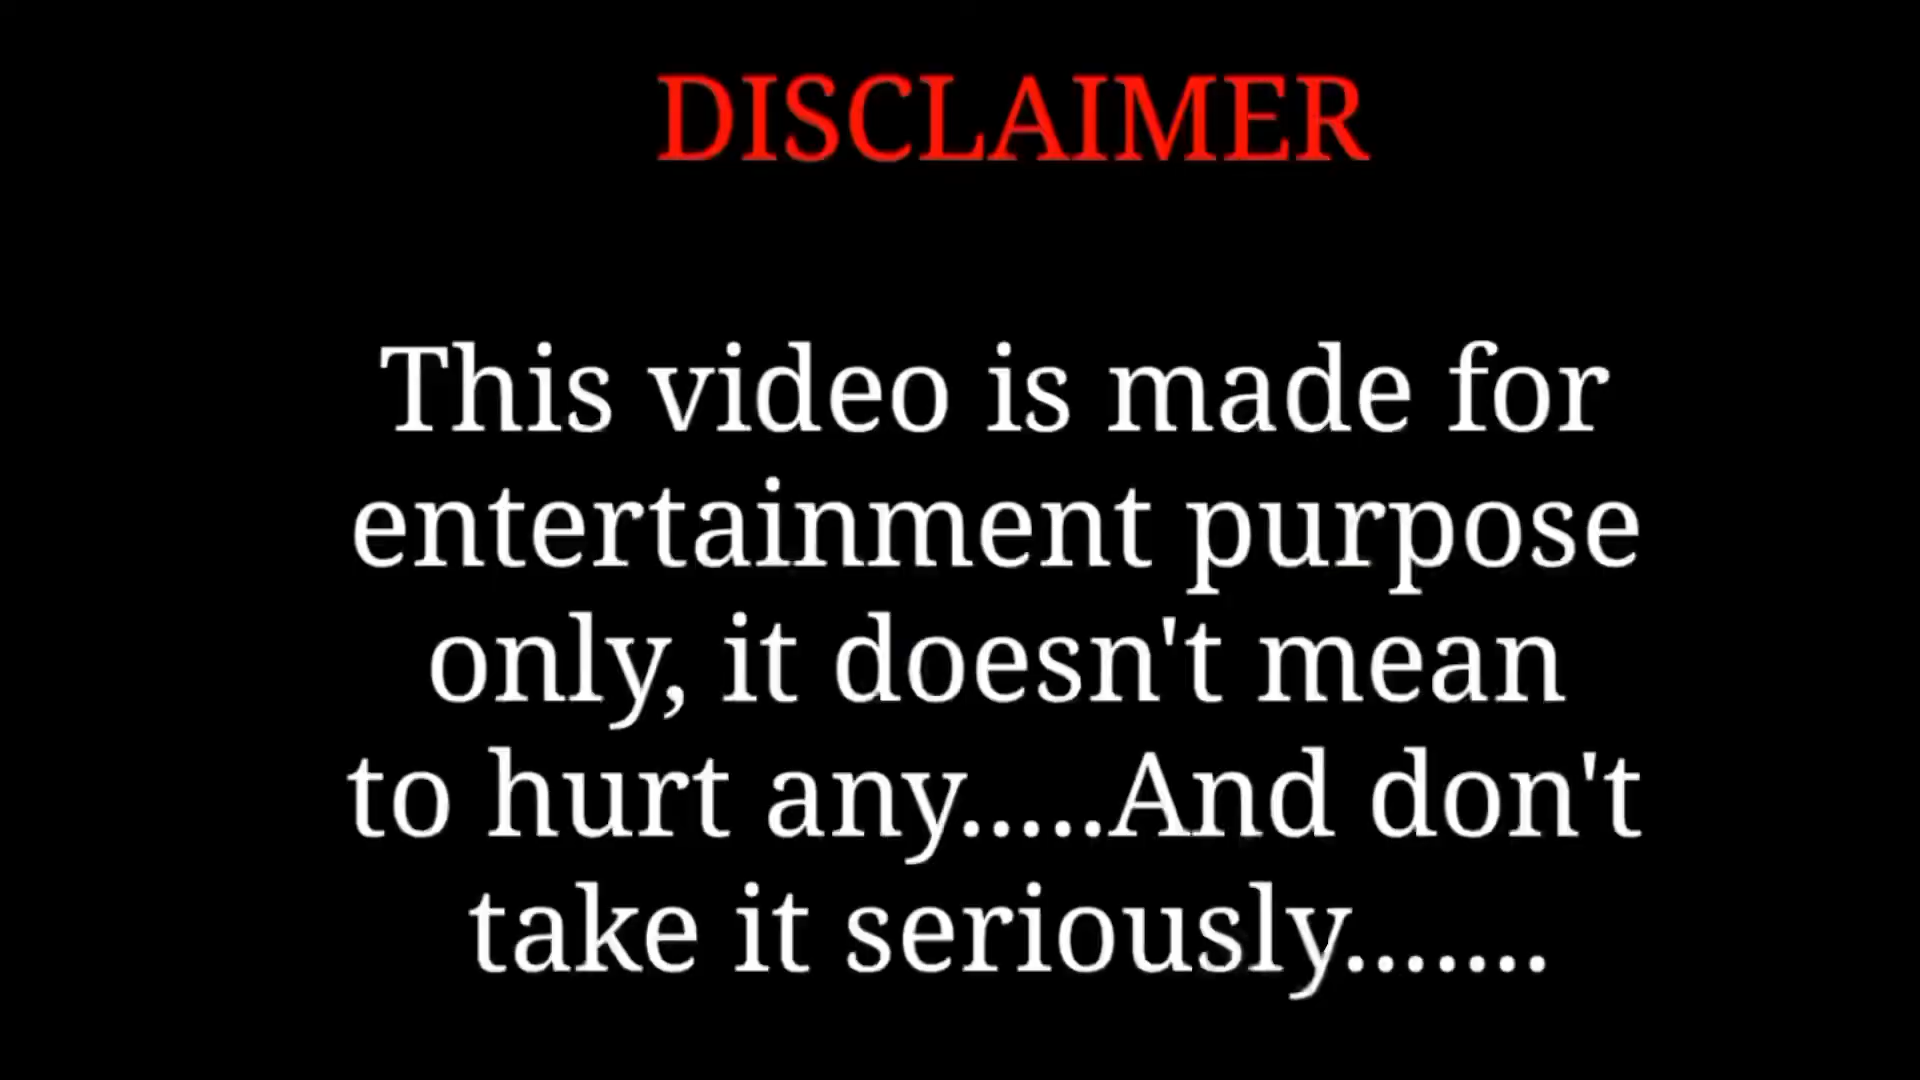 DISCLAIMER
This video is made for
entertainment purpose
only, it doesn't mean
to hurt any.....And don't
take it seriously.......